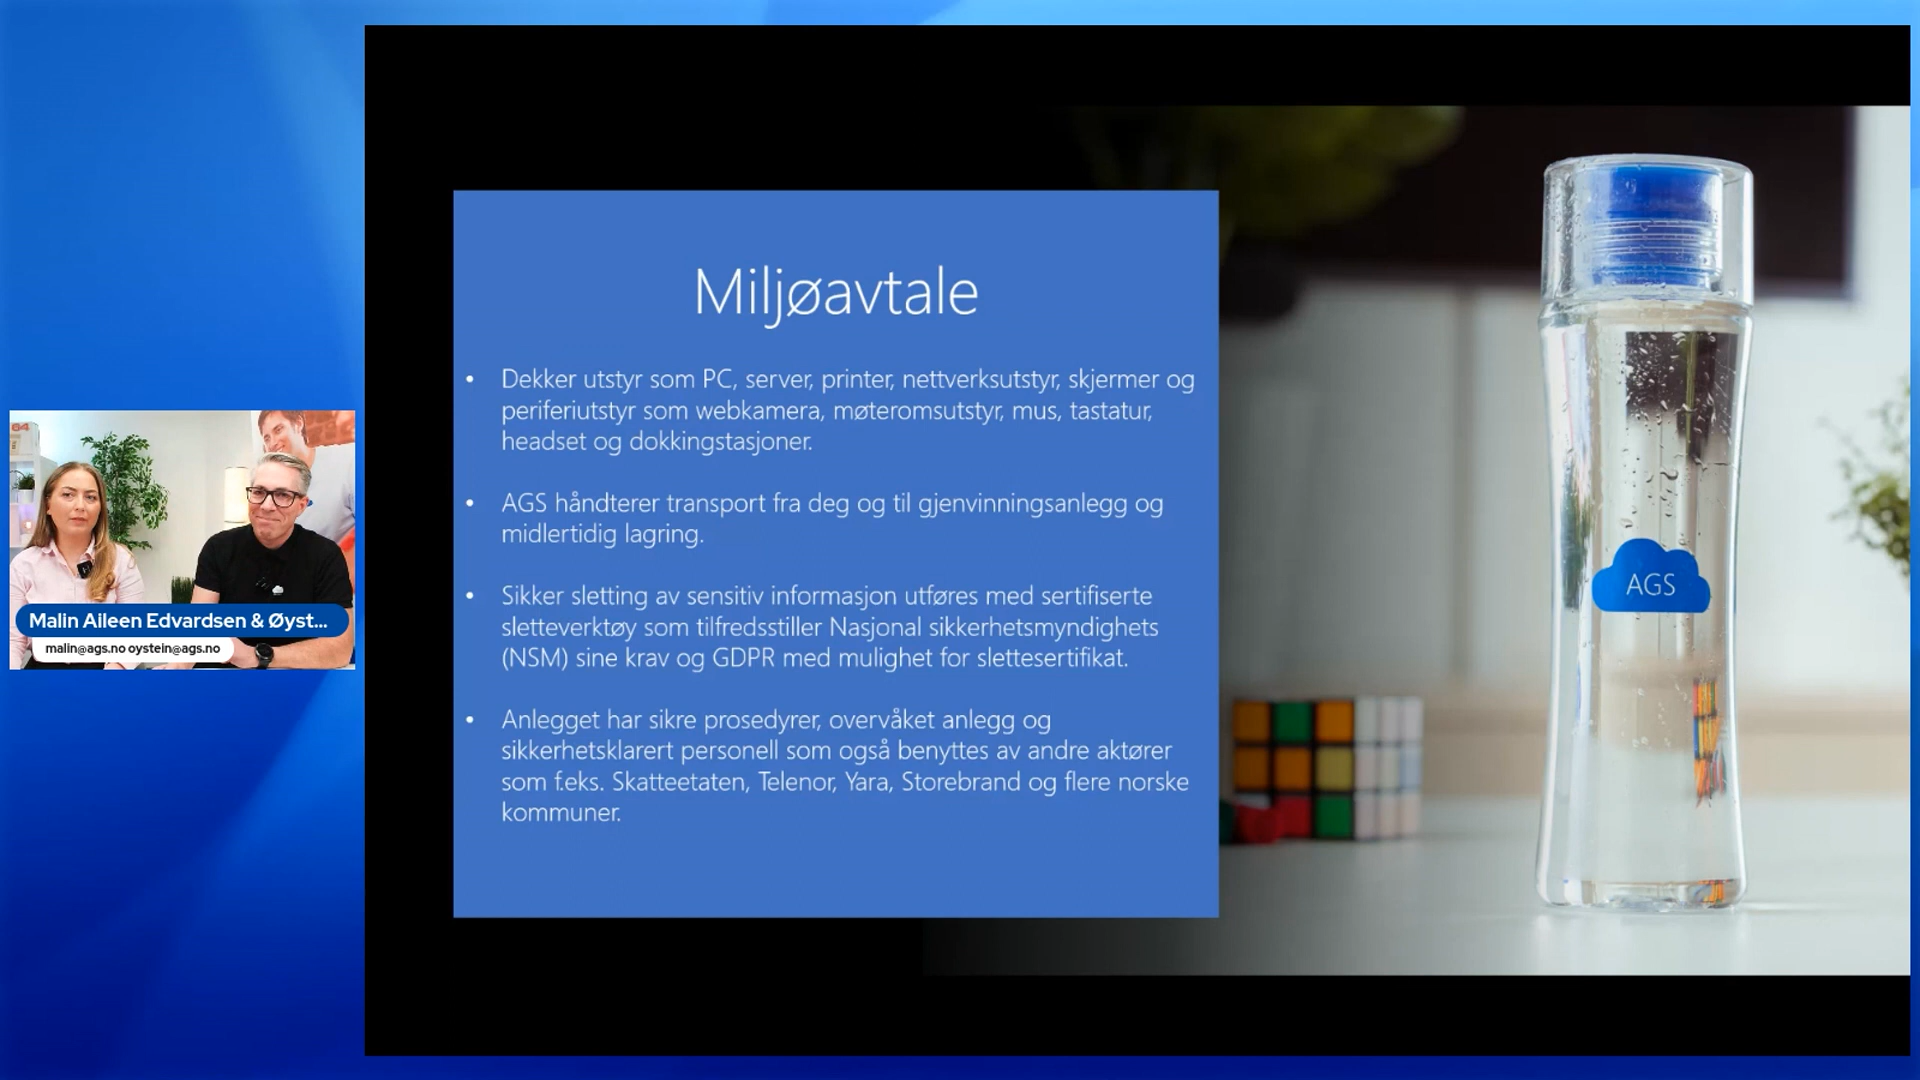 Miljøavtale
• Dekker utstyr som PC, server, printer, nettverksutstyr, skjermer og
periferiutstyr som webkamera, møteromsutstyr, mus, tastatur,
headset og dokkingstasjoner.
• AGS håndterer transport fra deg og til gjenvinningsanlegg og
midlertidig lagring.
• Sikker sletting av sensitiv informasjon utføres med sertifiserte
sletteverktøy som tilfredsstiller Nasjonal sikkerhetsmyndighets
(NSM) sine krav og GDPR med mulighet for slettesertifikat.
• Anlegget har sikre prosedyrer, overvåket anlegg og
sikkerhetsklarert personell som også benyttes av andre aktører
som f.eks. Skatteetaten, Telenor, Yara, Storebrand og flere norske
kommuner.
AGS
64
Malin Aileen Edvardsen & Øyst...
malin@ags.no oystein@ags.no